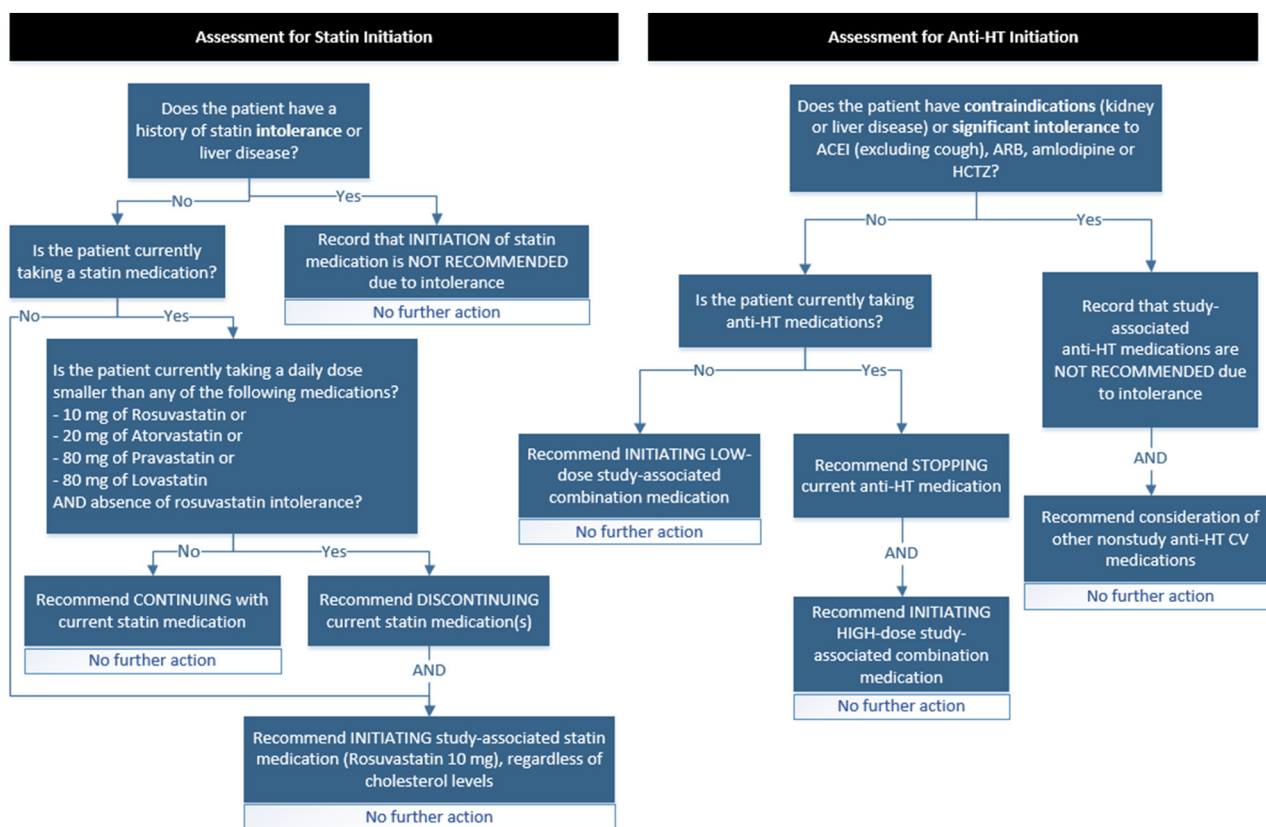 Assessment for Statin Initiation
Does the patient have a
history of statin intolerance or
liver disease?
No
Yes
Is the patient currently
taking a statin medication?
Record that INITIATION of statin
medication is NOT RECOMMENDED
due to intolerance
No further action
No
Yes
Is the patient currently taking a daily dose
smaller than any of the following medications?
- 10 mg of Rosuvastatin or
- 20 mg of Atorvastatin or
- 80 mg of Pravastatin or
- 80 mg of Lovastatin
AND absence of rosuvastatin intolerance?
No
Yes
Recommend CONTINUING with
current statin medication
No further action
Recommend DISCONTINUING
current statin medication(s)
AND
Recommend INITIATING study-associated statin
medication (Rosuvastatin 10 mg), regardless of
cholesterol levels
No further action
Assessment for Anti-HT Initiation
Does the patient have contraindications (kidney
or liver disease) or significant intolerance to
ACEI (excluding cough), ARB, amlodipine or
HCTZ?
No
Yes
Is the patient currently taking
anti-HT medications?
No
Yes
Recommend INITIATING LOW-
dose study-associated
combination medication
No further action
Recommend STOPPING
current anti-HT medication
AND
Recommend INITIATING
HIGH-dose study-
associated combination
medication
No further action
Record that study-
associated
anti-HT medications are
NOT RECOMMENDED due
to intolerance
AND
Recommend consideration of
other nonstudy anti-HT CV
medications
No further action